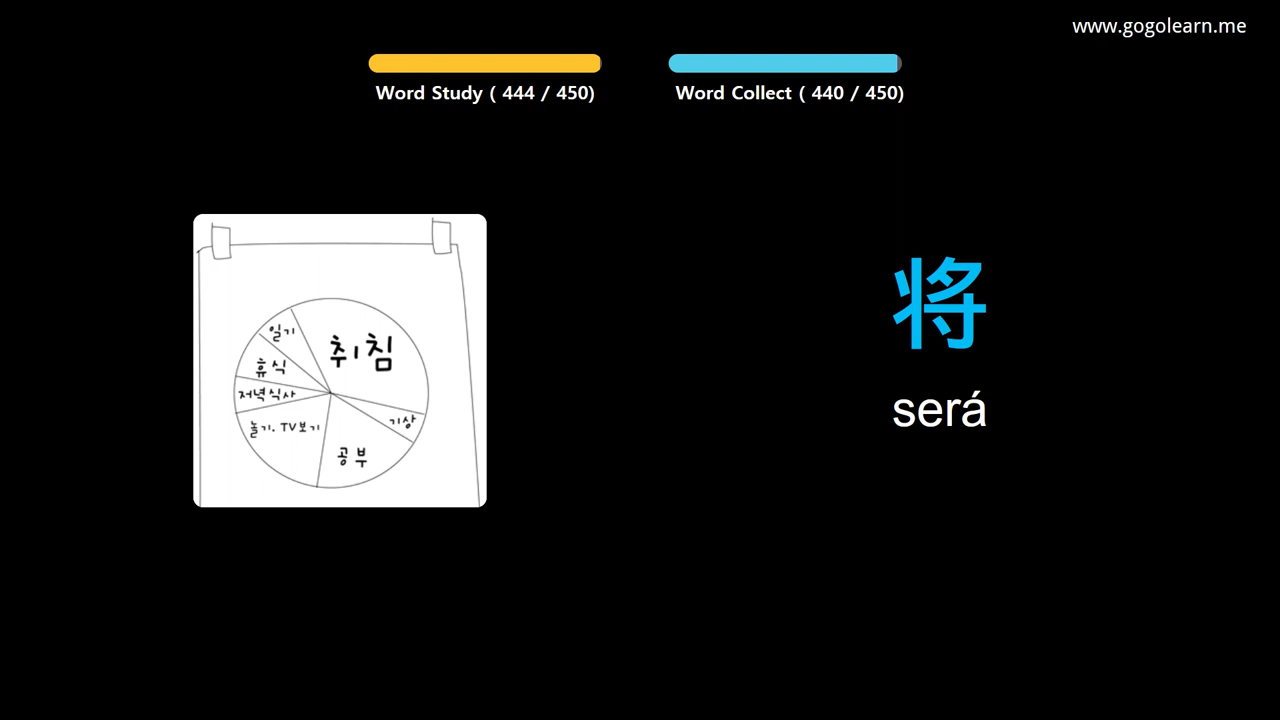 www.gogolearn.me
Word Study ( 444 / 450)
Word Collect ( 440 / 450)
일기
취침
휴식
저녁식사
놀기. TV보기
기상
공부
将
será